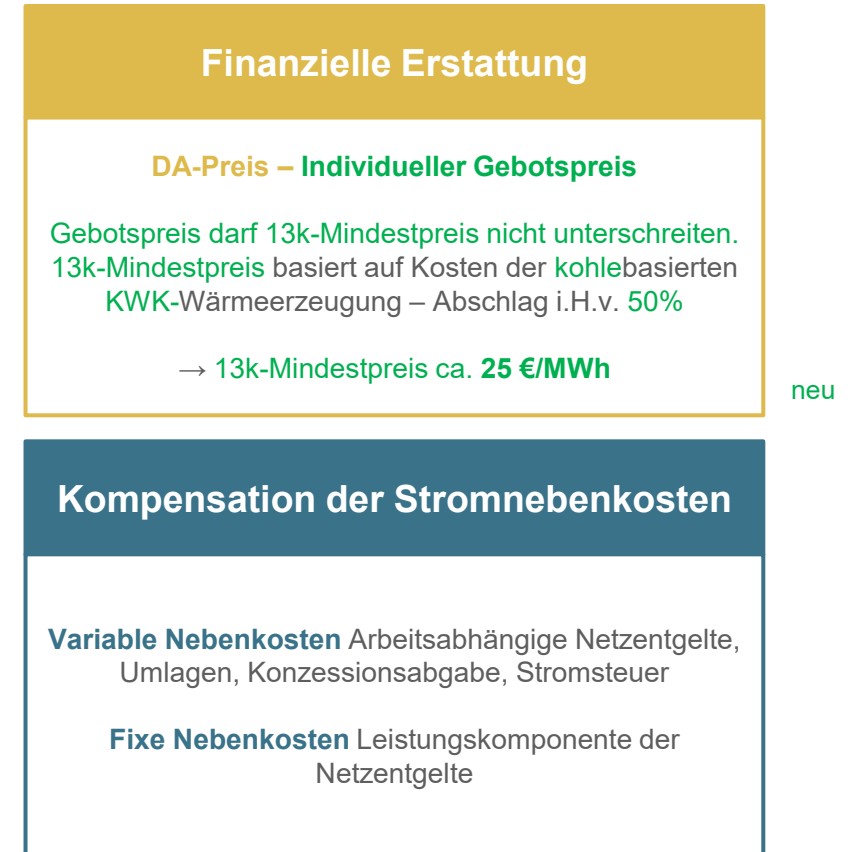 Finanzielle Erstattung
DA-Preis – Individueller Gebotspreis
Gebotspreis darf 13k-Mindestpreis nicht unterschreiten.
13k-Mindestpreis basiert auf Kosten der kohlebasierten
KWK-Wärmeerzeugung – Abschlag i.H.v. 50%
→ 13k-Mindestpreis ca. 25 €/MWh
neu
Kompensation der Stromnebenkosten
Variable Nebenkosten Arbeitsabhängige Netzentgelte,
Umlagen, Konzessionsabgabe, Stromsteuer
Fixe Nebenkosten Leistungskomponente der
Netzentgelte